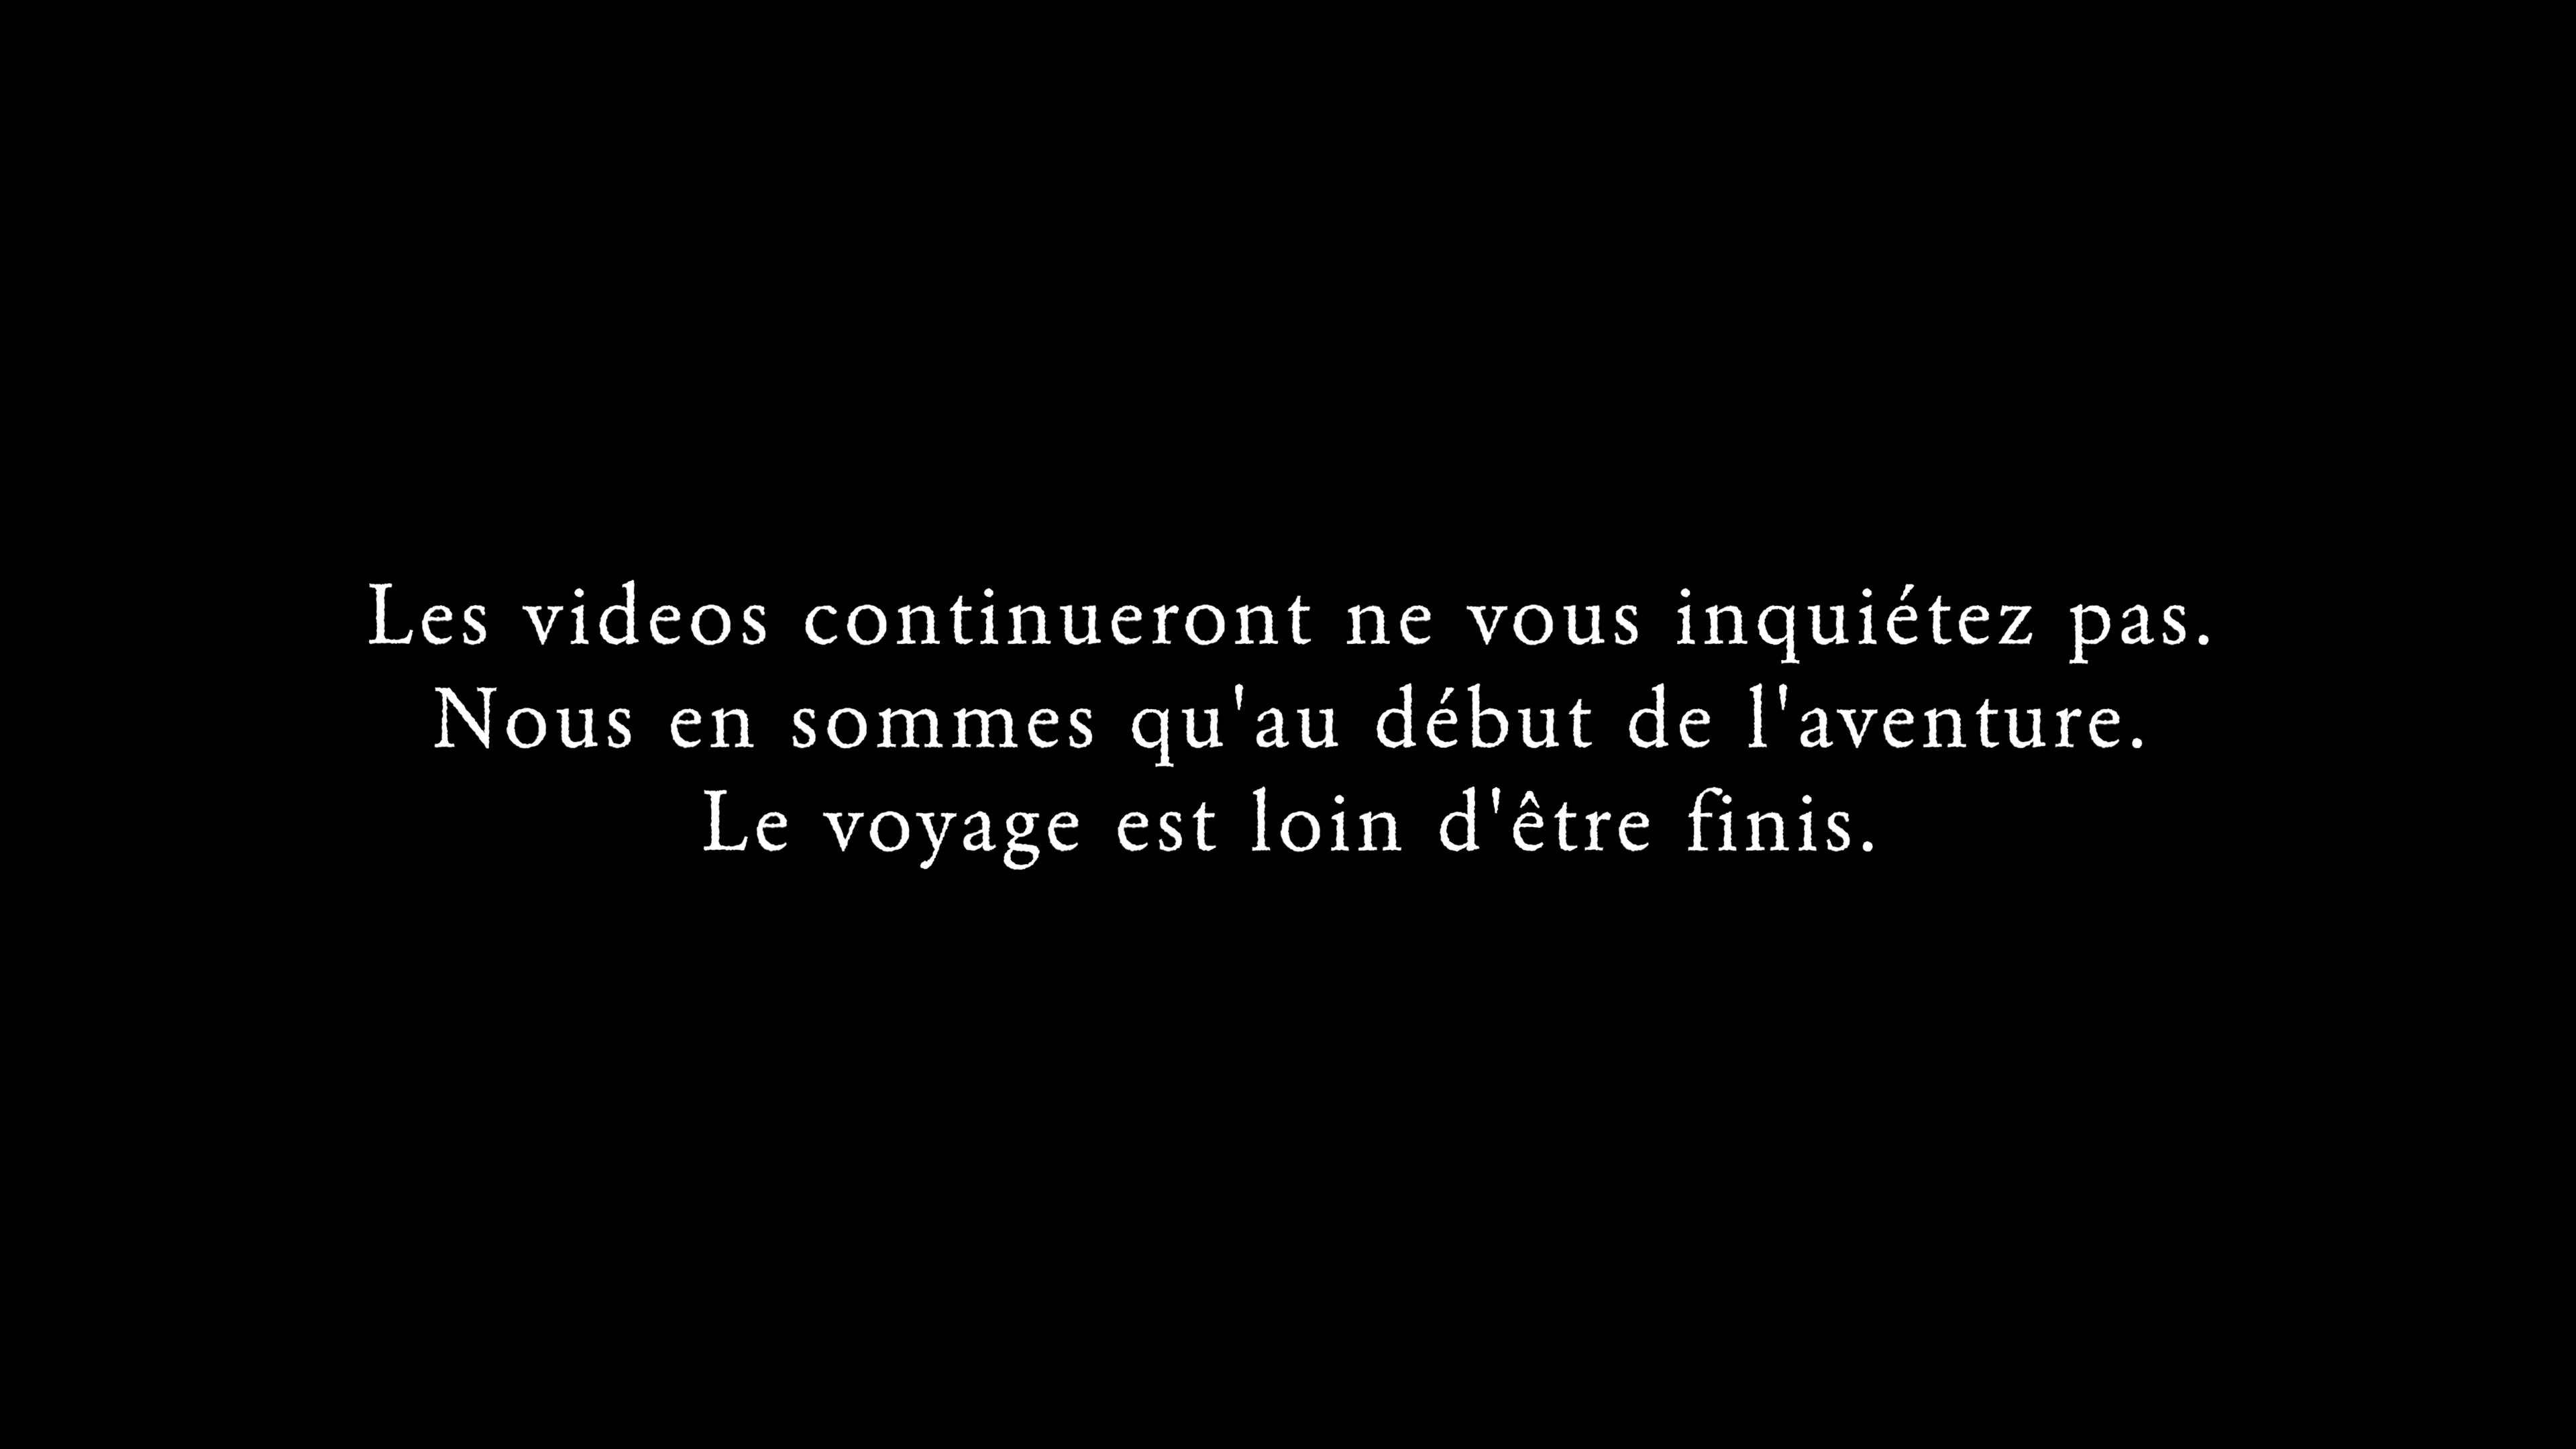 Les videos continueront ne vous inquiétez pas.
Nous en sommes qu'au début de l'aventure.
Le voyage est loin d'être finis.